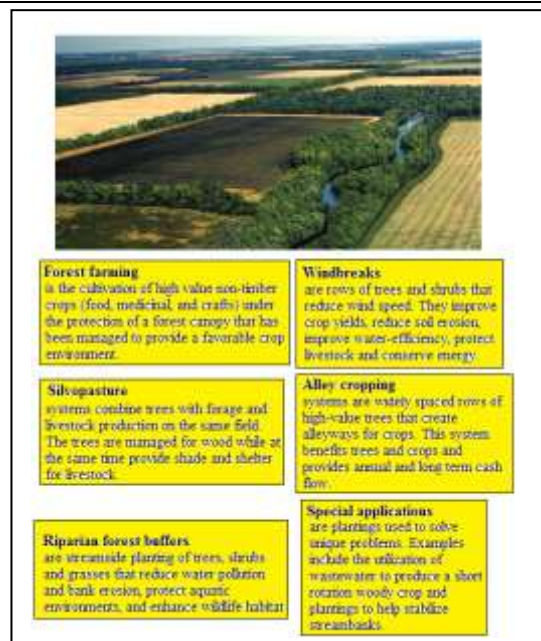 Forest farming
is the cultivation of high value non-timber
crops (food, medicinal, and crafts) under
the protection of a forest canopy that has
been managed to provide a favorable crop
environment.
Windbreaks
are rows of trees and shrubs that
reduce wind speed. They improve
crop yields, reduce soil erosion,
improve water-efficiency, protect
livestock and conserve energy.
Silvopasture
systems combine trees with forage and
livestock production on the same field.
The trees are managed for wood while at
the same time provide shade and shelter
for livestock.
Alley cropping
systems are widely spaced rows of
high-value trees that create
alleyways for crops. This system
benefits trees and crops and
provides annual and long term cash
flow.
Riparian forest buffers
are streamside planting of trees, shrubs
and grasses that reduce water pollution
and bank erosion, protect aquatic
environments, and enhance wildlife habitat
Special applications
are plantings used to solve
unique problems. Examples
include the utilization of
wastewater to produce a short
rotation woody crop and
plantings to help stabilize
streambasks.